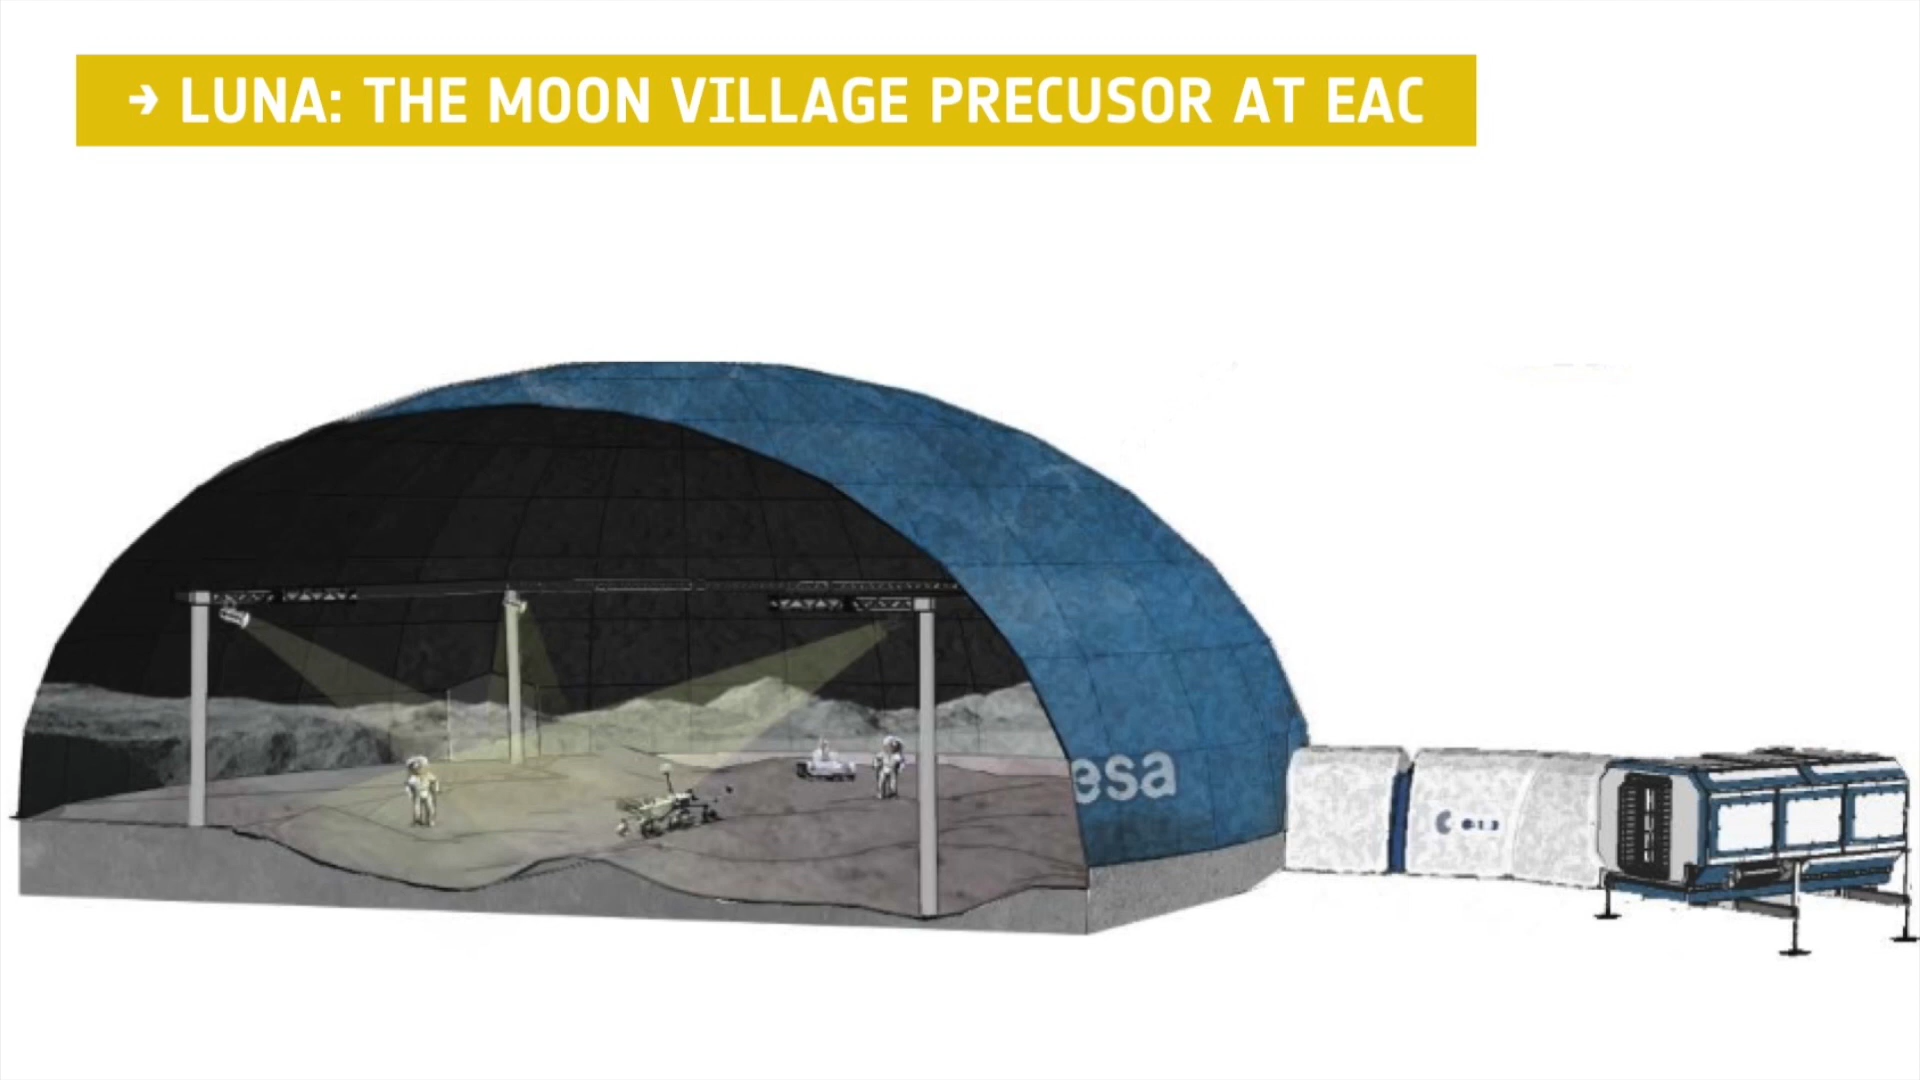 → LUNA: THE MOON VILLAGE PRECUSOR AT EAC
esa